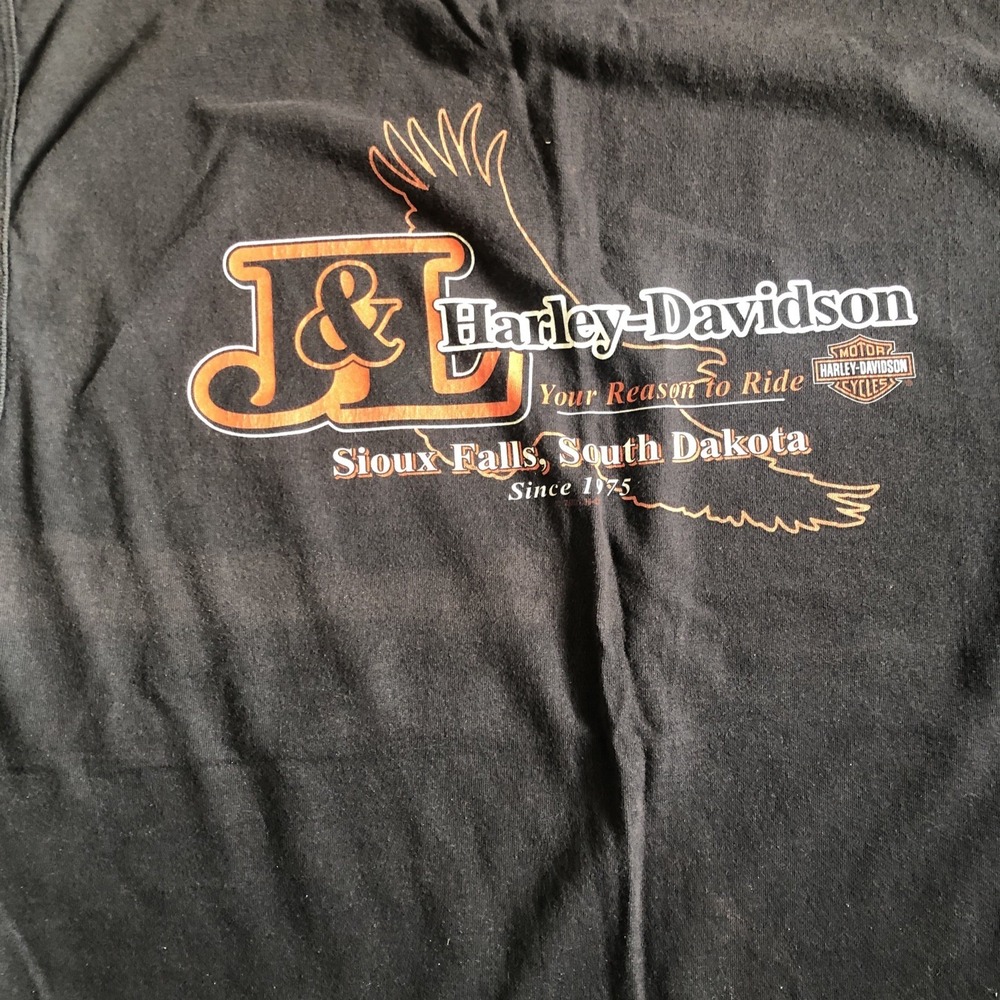 J&L Harley-Davidson
Your Reason to Ride
MOTOR
HARLEY-DAVIDSON
CYCLES
Sioux Falls, South Dakota
Since 1975